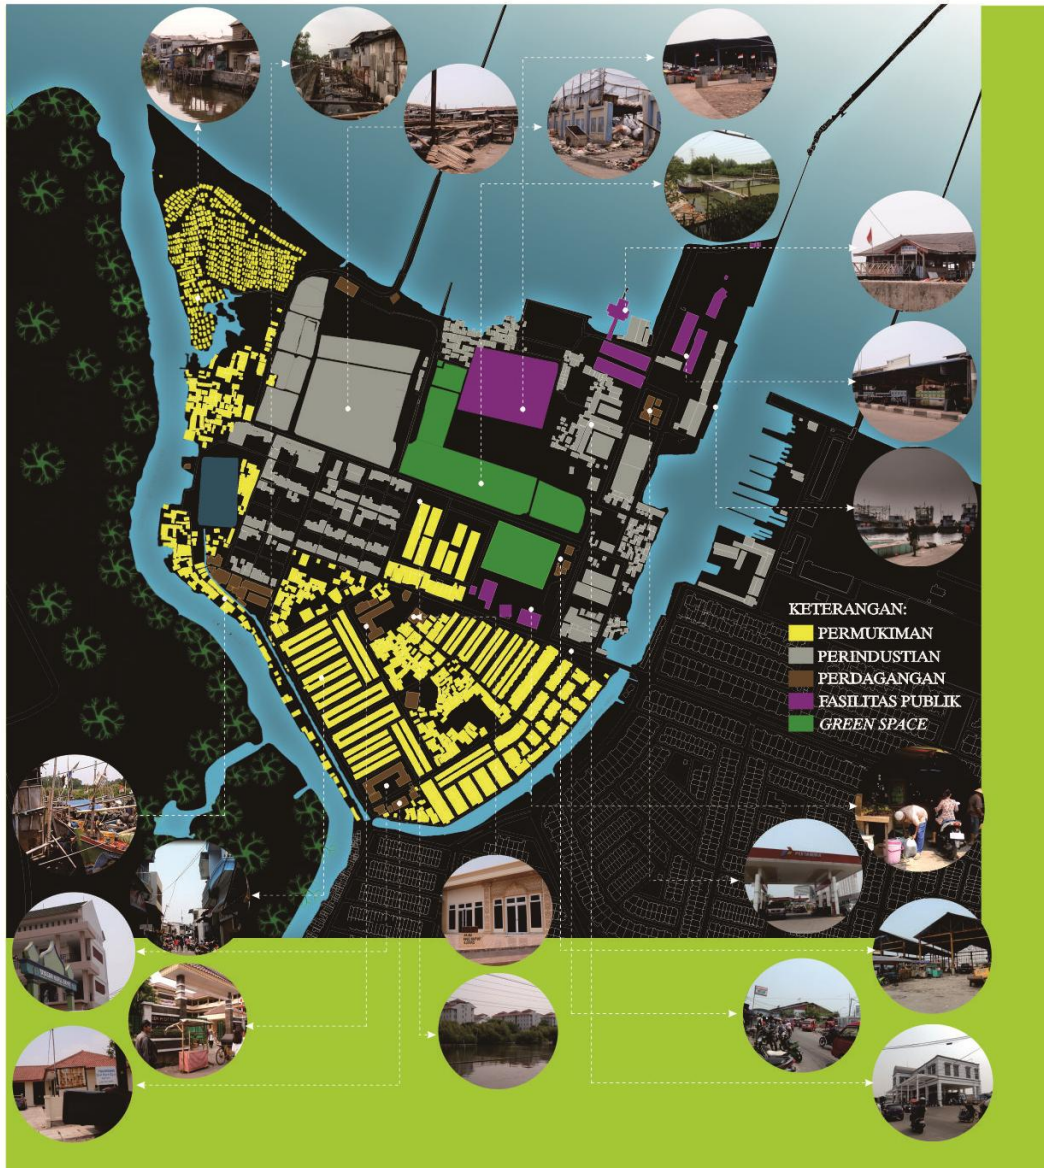 KETERANGAN:
PERMUKIMAN
PERINDUSTIAN
PERDAGANGAN
FASILITAS PUBLIK
GREEN SPACE